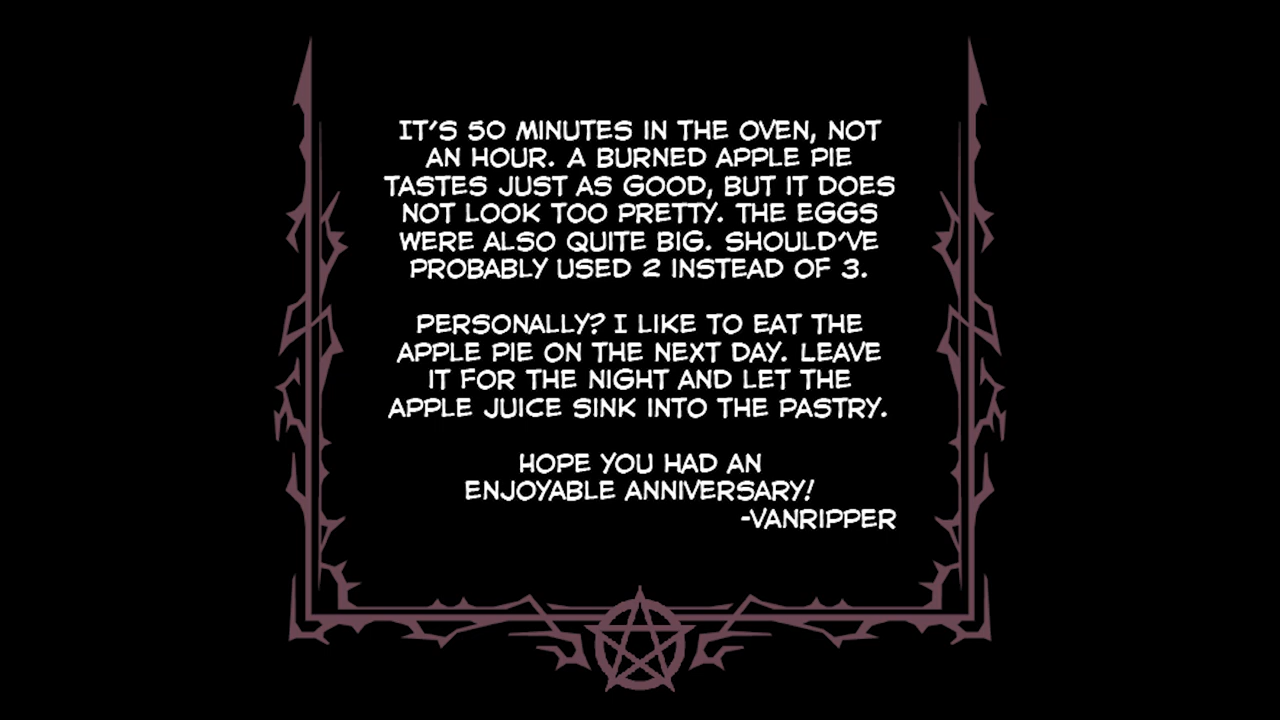 IT'S 50 MINUTES IN THE OVEN, NOT
AN HOUR. A BURNED APPLE PIE
TASTES JUST AS GOOD, BUT IT DOES
NOT LOOK TOO PRETTY. THE EGGS
WERE ALSO QUITE BIG. SHOULD'VE
PROBABLY USED 2 INSTEAD OF 3.
PERSONALLY? I LIKE TO EAT THE
APPLE PIE ON THE NEXT DAY. LEAVE
IT FOR THE NIGHT AND LET THE
APPLE JUICE SINK INTO THE PASTRY.
HOPE YOU HAD AN
ENJOYABLE ANNIVERSARY!
-VANRIPPER